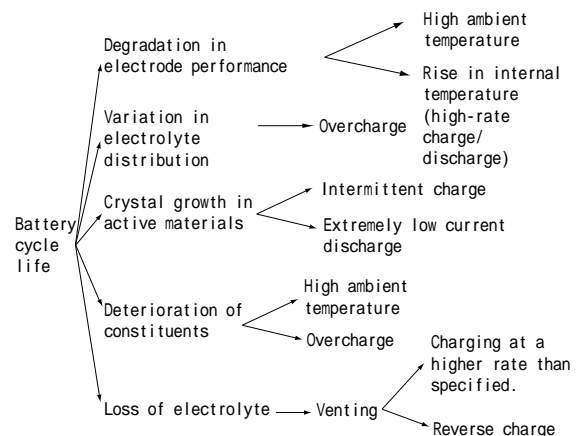 Battery
cycle
life
Degradation in
electrode performance
High ambient
temperature
Rise in internal
temperature
(high-rate
charge/
discharge)
Variation in
electrolyte
distribution
Overcharge
Crystal growth in
active materials
Intermittent charge
Extremely low current
discharge
Deterioration of
constituents
High ambient
temperature
Overcharge
Loss of electrolyte
Venting
Charging at a
higher rate than
specified.
Reverse charge